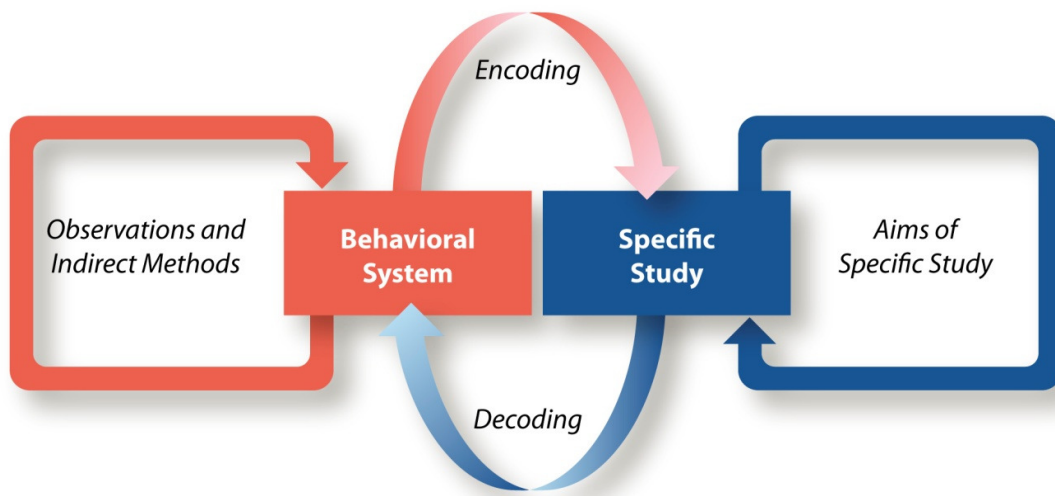 Encoding
Observations and
Indirect Methods
Behavioral
System
Specific
Study
Aims of
Specific Study
Decoding